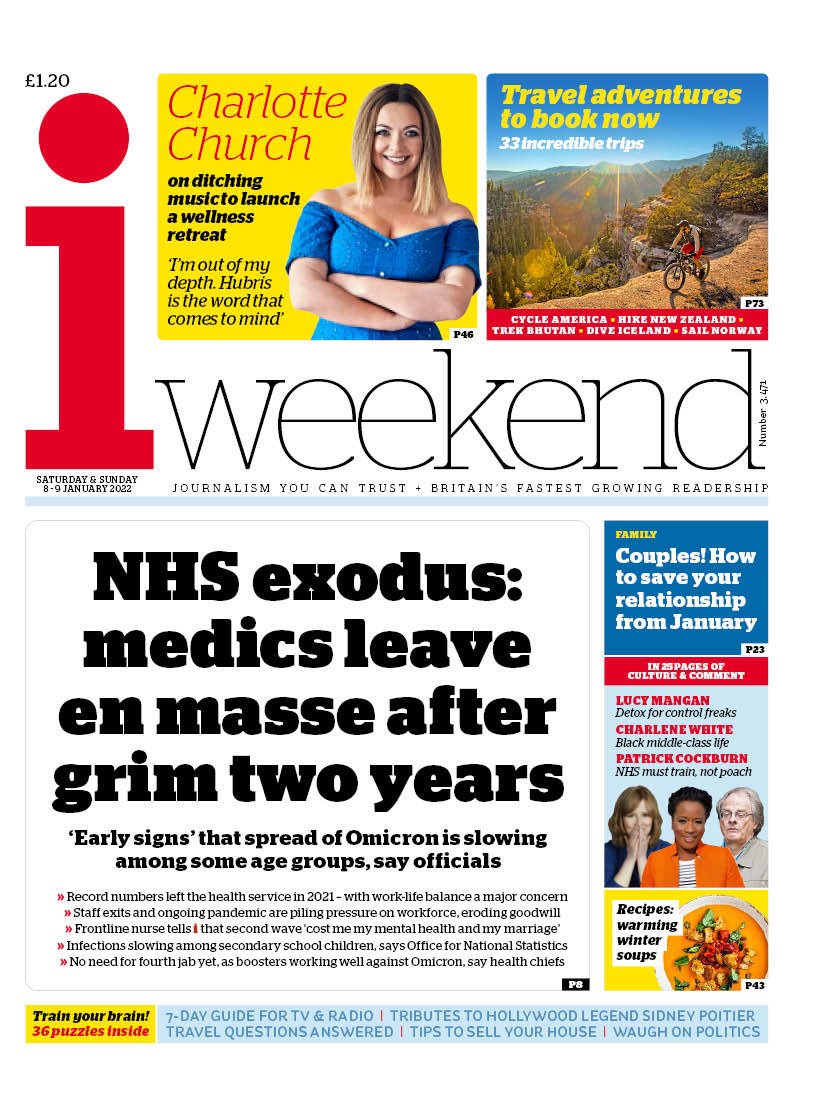 £1.20
i
Charlotte
Church
on ditching
music to launch
a wellness
retreat
‘I’m out of my
depth. Hubris
is the word that
comes to mind’
P46
Travel adventures
to book now
33 incredible trips
P73
CYCLE AMERICA • HIKE NEW ZEALAND •
TREK BHUTAN • DIVE ICELAND • SAIL NORWAY
weekend
Number 3,471
SATURDAY & SUNDAY
8-9 JANUARY 2022
JOURNALISM YOU CAN TRUST + BRITAIN’S FASTEST GROWING READERSHIP
NHS exodus:
medics leave
en masse after
grim two years
‘Early signs’ that spread of Omicron is slowing
among some age groups, say officials
» Record numbers left the health service in 2021 – with work-life balance a major concern
» Staff exits and ongoing pandemic are piling pressure on workforce, eroding goodwill
» Frontline nurse tells i that second wave ‘cost me my mental health and my marriage’
» Infections slowing among secondary school children, says Office for National Statistics
» No need for fourth jab yet, as boosters working well against Omicron, say health chiefs
P8
FAMILY
Couples! How
to save your
relationship
from January
P23
IN 25 PAGES OF
CULTURE & COMMENT
LUCY MANGAN
Detox for control freaks
CHARLENE WHITE
Black middle-class life
PATRICK COCKBURN
NHS must train, not poach
Recipes:
warming
winter
soups
P43
Train your brain!
36 puzzles inside
7-DAY GUIDE FOR TV & RADIO | TRIBUTES TO HOLLYWOOD LEGEND SIDNEY POITIER
TRAVEL QUESTIONS ANSWERED | TIPS TO SELL YOUR HOUSE | WAUGH ON POLITICS